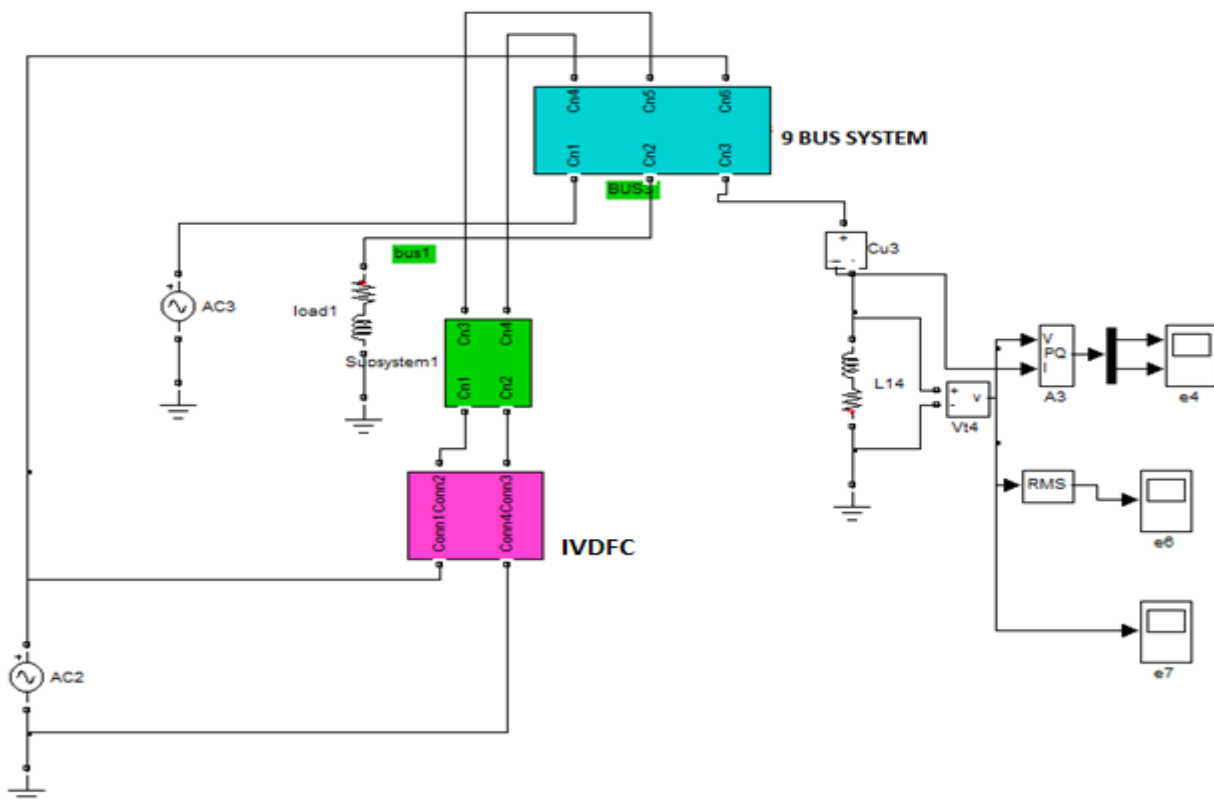 Cn4
Cn5
Cn6
Cn1
Cn2
Cn3
9 BUS SYSTEM
bus1
+
Cu3
-
AC3
load1
Cn3
Cn4
Subsystem1
Cn1
Cn2
L14
+
-
v
Vt4
V
PQ
I
A3
e4
Conn2
Conn3
Conn1
Conn4
IVDFC
RMS
e6
+
AC2
e7